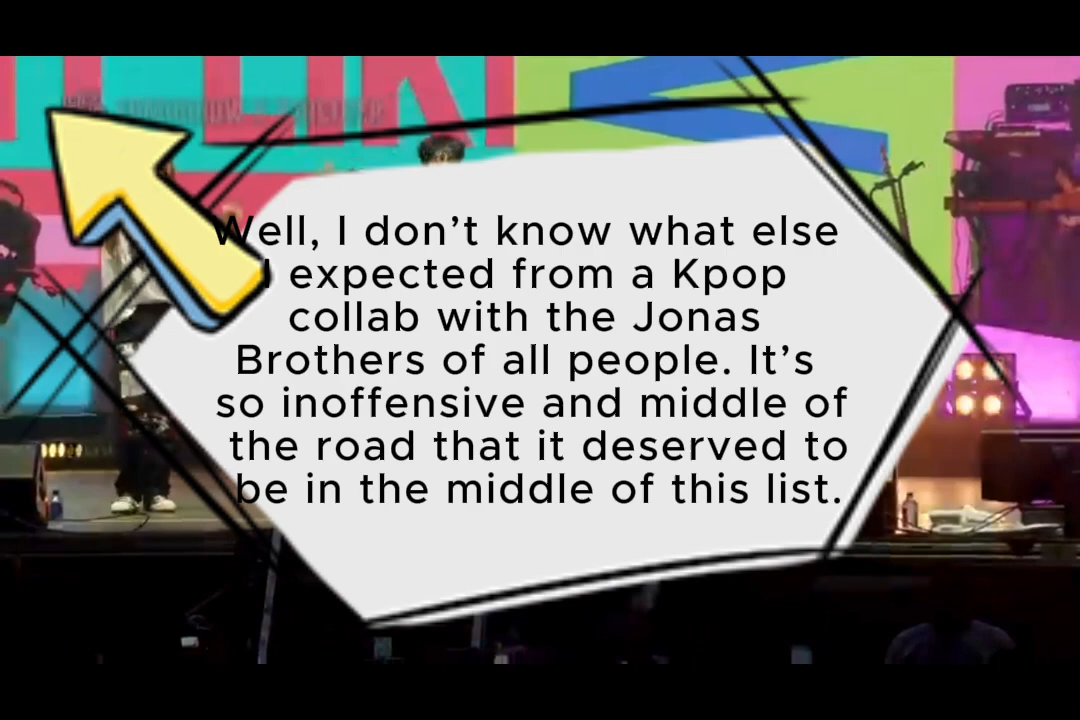 Well, I don’t know what else
I expected from a Kpop
collab with the Jonas
Brothers of all people. It’s
so inoffensive and middle of
the road that it deserved to
be in the middle of this list.